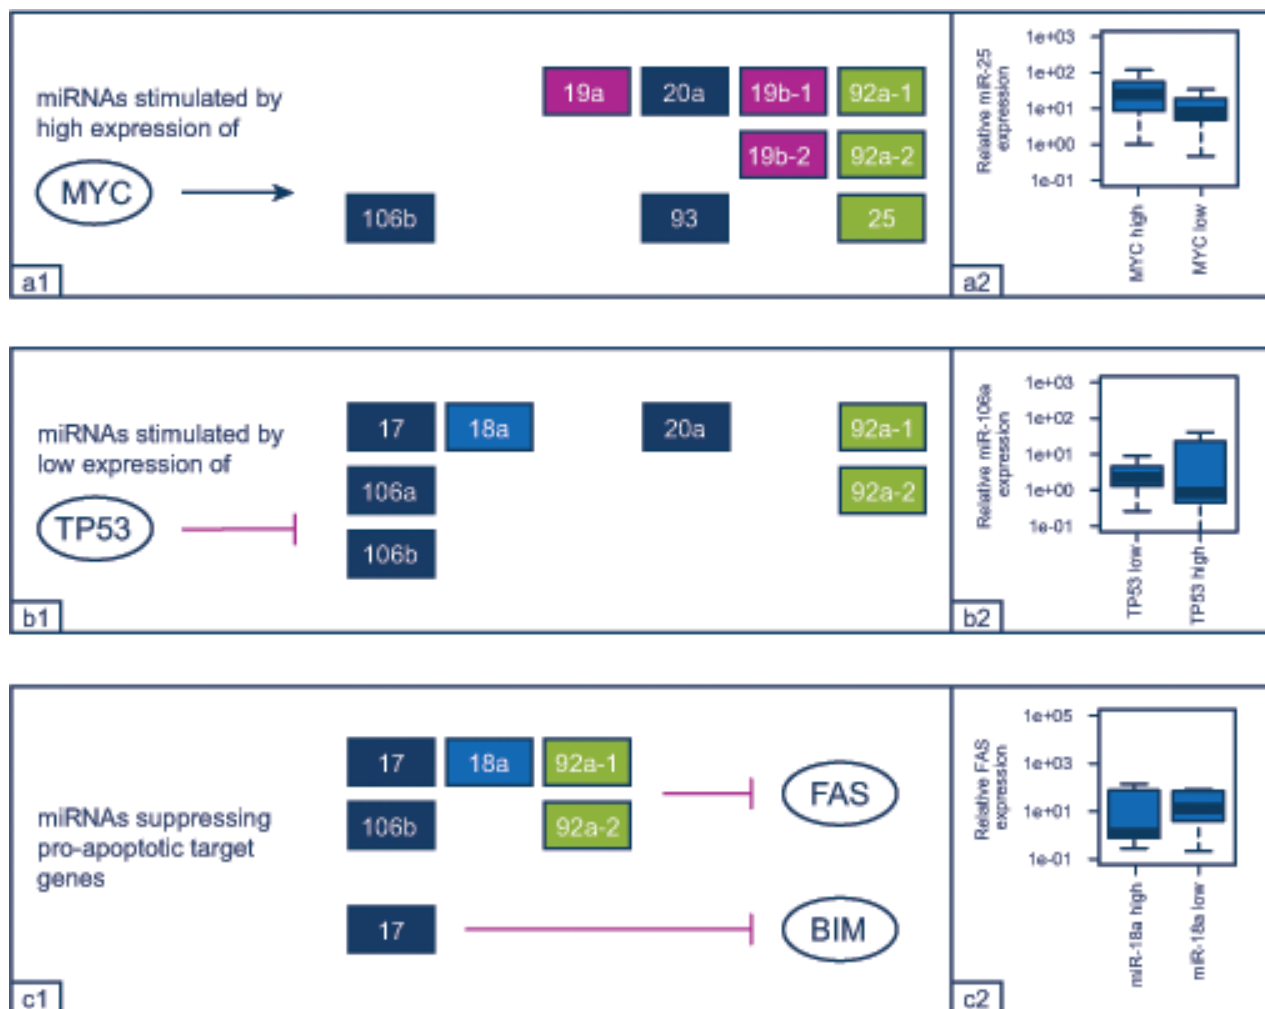 miRNAs stimulated by
high expression of
MYC
19a 20a 19b-1 92a-1
19b-2 92a-2
106b 93 25
a1
Relative miR-25
expression
1e+03
1e+02
1e+01
1e+00
1e-01
MYC high
MYC low
a2
miRNAs stimulated by
low expression of
TP53
17 18a 20a 92a-1
106a 92a-2
106b
b1
Relative miR-106a
expression
1e+03
1e+02
1e+01
1e+00
1e-01
TP53 low
TP53 high
b2
miRNAs suppressing
pro-apoptotic target
genes
17 18a 92a-1
106b 92a-2
FAS
17
BIM
c1
Relative FAS
expression
1e+05
1e+03
1e+01
1e-01
miR-18a high
miR-18a low
c2